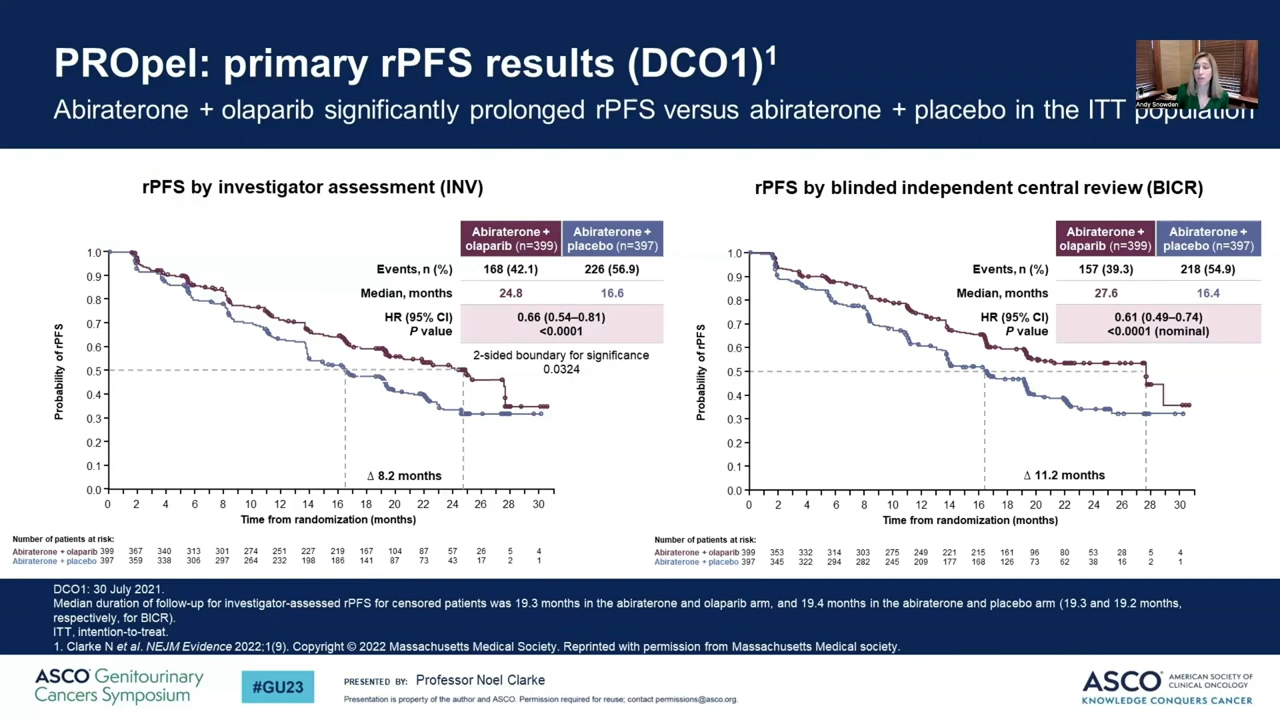 PROpel: primary rPFS results (DCO1)¹
Abiraterone + olaparib significantly prolonged rPFS versus abiraterone + placebo in the ITT population
Andy Snowden
rPFS by investigator assessment (INV)
Abiraterone + olaparib (n=399)
Abiraterone + placebo (n=397)
Events, n (%) 168 (42.1) 226 (56.9)
Median, months 24.8 16.6
HR (95% CI) 0.66 (0.54–0.81)
P value <0.0001
2-sided boundary for significance
0.0324
Probability of rPFS
1.0
0.9
0.8
0.7
0.6
0.5
0.4
0.3
0.2
0.1
0.0
Δ 8.2 months
0 2 4 6 8 10 12 14 16 18 20 22 24 26 28 30
Time from randomization (months)
Number of patients at risk:
Abiraterone + olaparib 399 367 340 313 301 274 251 227 219 167 104 87 57 26 5 4
Abiraterone + placebo 397 359 338 306 297 264 232 198 186 141 87 73 43 17 2 1
rPFS by blinded independent central review (BICR)
Abiraterone + olaparib (n=399)
Abiraterone + placebo (n=397)
Events, n (%) 157 (39.3) 218 (54.9)
Median, months 27.6 16.4
HR (95% CI) 0.61 (0.49–0.74)
P value <0.0001 (nominal)
Probability of rPFS
1.0
0.9
0.8
0.7
0.6
0.5
0.4
0.3
0.2
0.1
0.0
Δ 11.2 months
0 2 4 6 8 10 12 14 16 18 20 22 24 26 28 30
Time from randomization (months)
Number of patients at risk:
Abiraterone + olaparib 399 353 332 314 303 275 249 221 215 161 96 80 53 28 5 4
Abiraterone + placebo 397 345 322 294 282 245 209 177 168 126 73 62 38 16 2 1
DCO1: 30 July 2021.
Median duration of follow-up for investigator-assessed rPFS for censored patients was 19.3 months in the abiraterone and olaparib arm, and 19.4 months in the abiraterone and placebo arm (19.3 and 19.2 months,
respectively, for BICR).
ITT, intention-to-treat.
1. Clarke N et al. NEJM Evidence 2022;1(9). Copyright © 2022 Massachusetts Medical Society. Reprinted with permission from Massachusetts Medical society.
ASCO® Genitourinary
Cancers Symposium
#GU23
PRESENTED BY: Professor Noel Clarke
Presentation is property of the author and ASCO. Permission required for reuse; contact permissions@asco.org.
ASCO® AMERICAN SOCIETY OF
CLINICAL ONCOLOGY
KNOWLEDGE CONQUERS CANCER